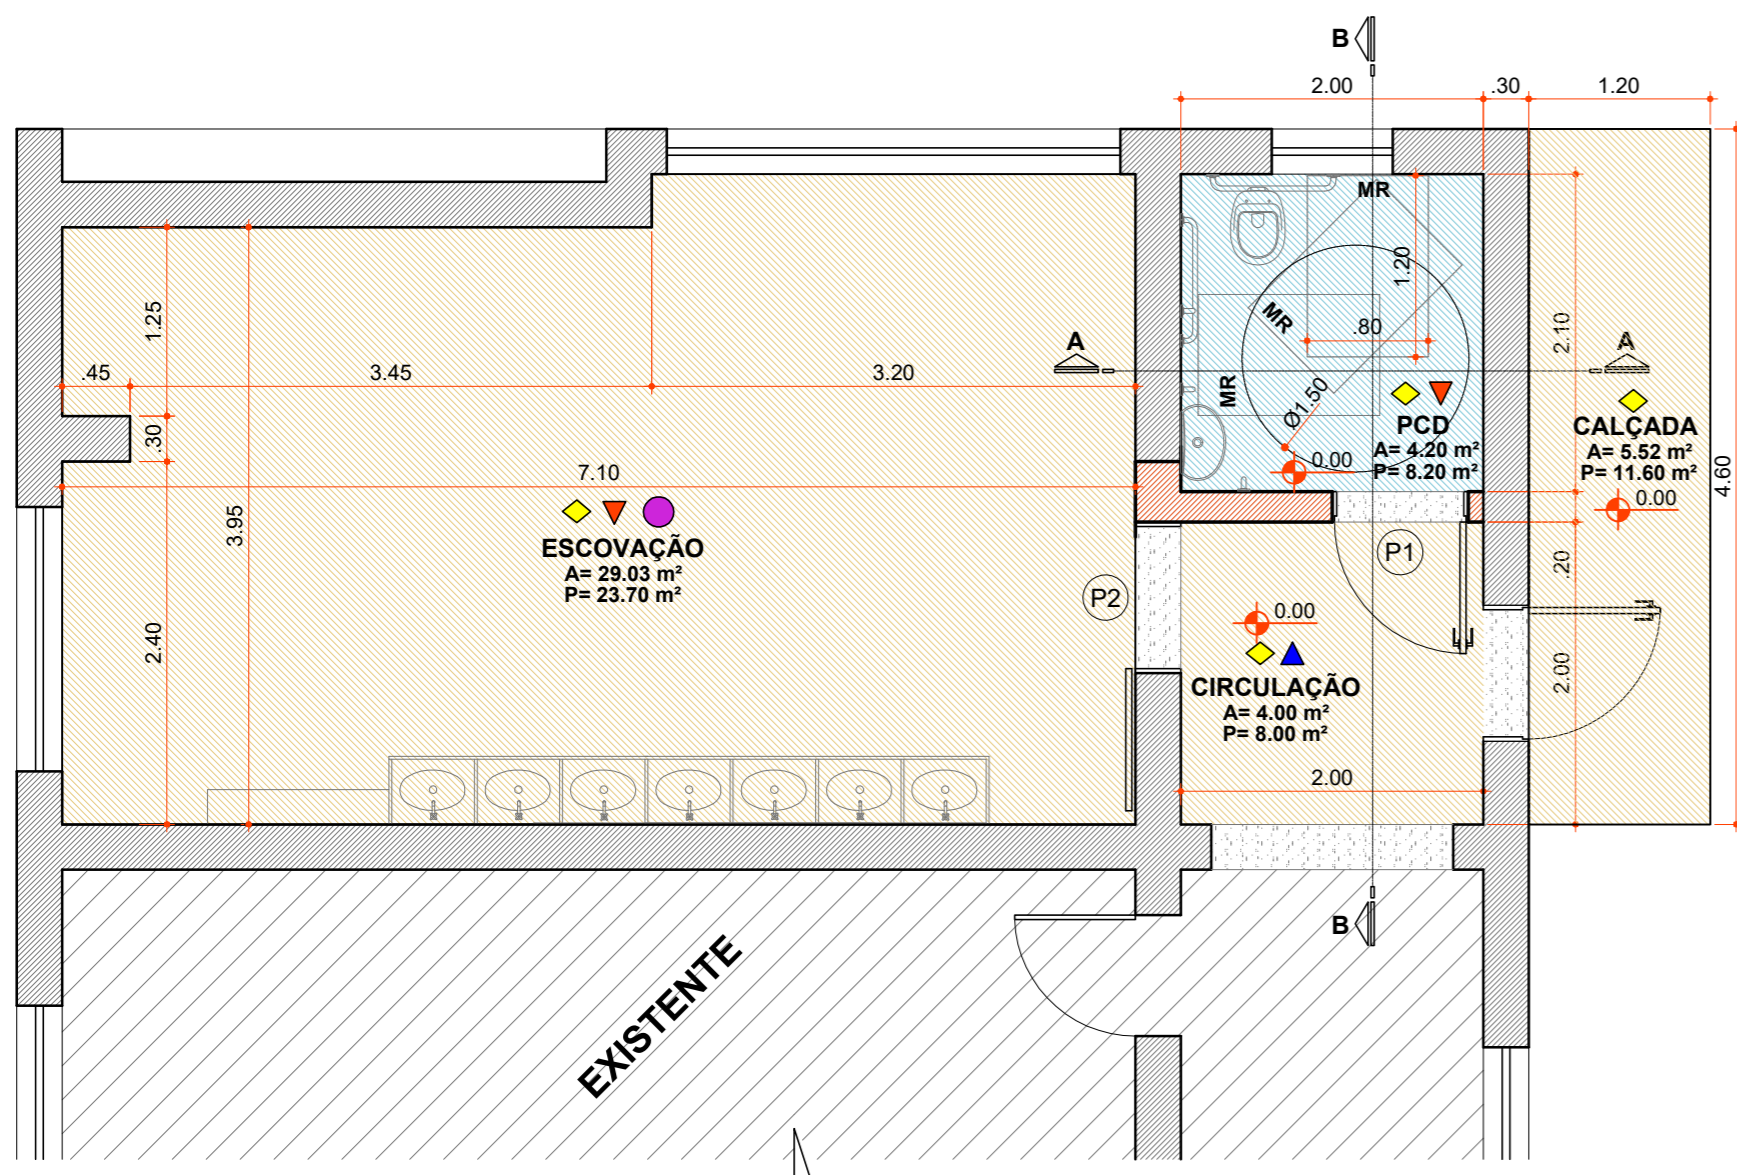 B
2.00
.30
1.20
MR
1.20
.80
MR
MR
Ø1.50
PCD
A= 4.20 m²
P= 8.20 m²
0.00
A
A
2.10
CALÇADA
A= 5.52 m²
P= 11.60 m²
0.00
4.60
1.25
.45
3.45
3.20
.30
7.10
3.95
ESCOVAÇÃO
A= 29.03 m²
P= 23.70 m²
2.40
P2
P1
.20
0.00
CIRCULAÇÃO
A= 4.00 m²
P= 8.00 m²
2.00
2.00
B
EXISTENTE